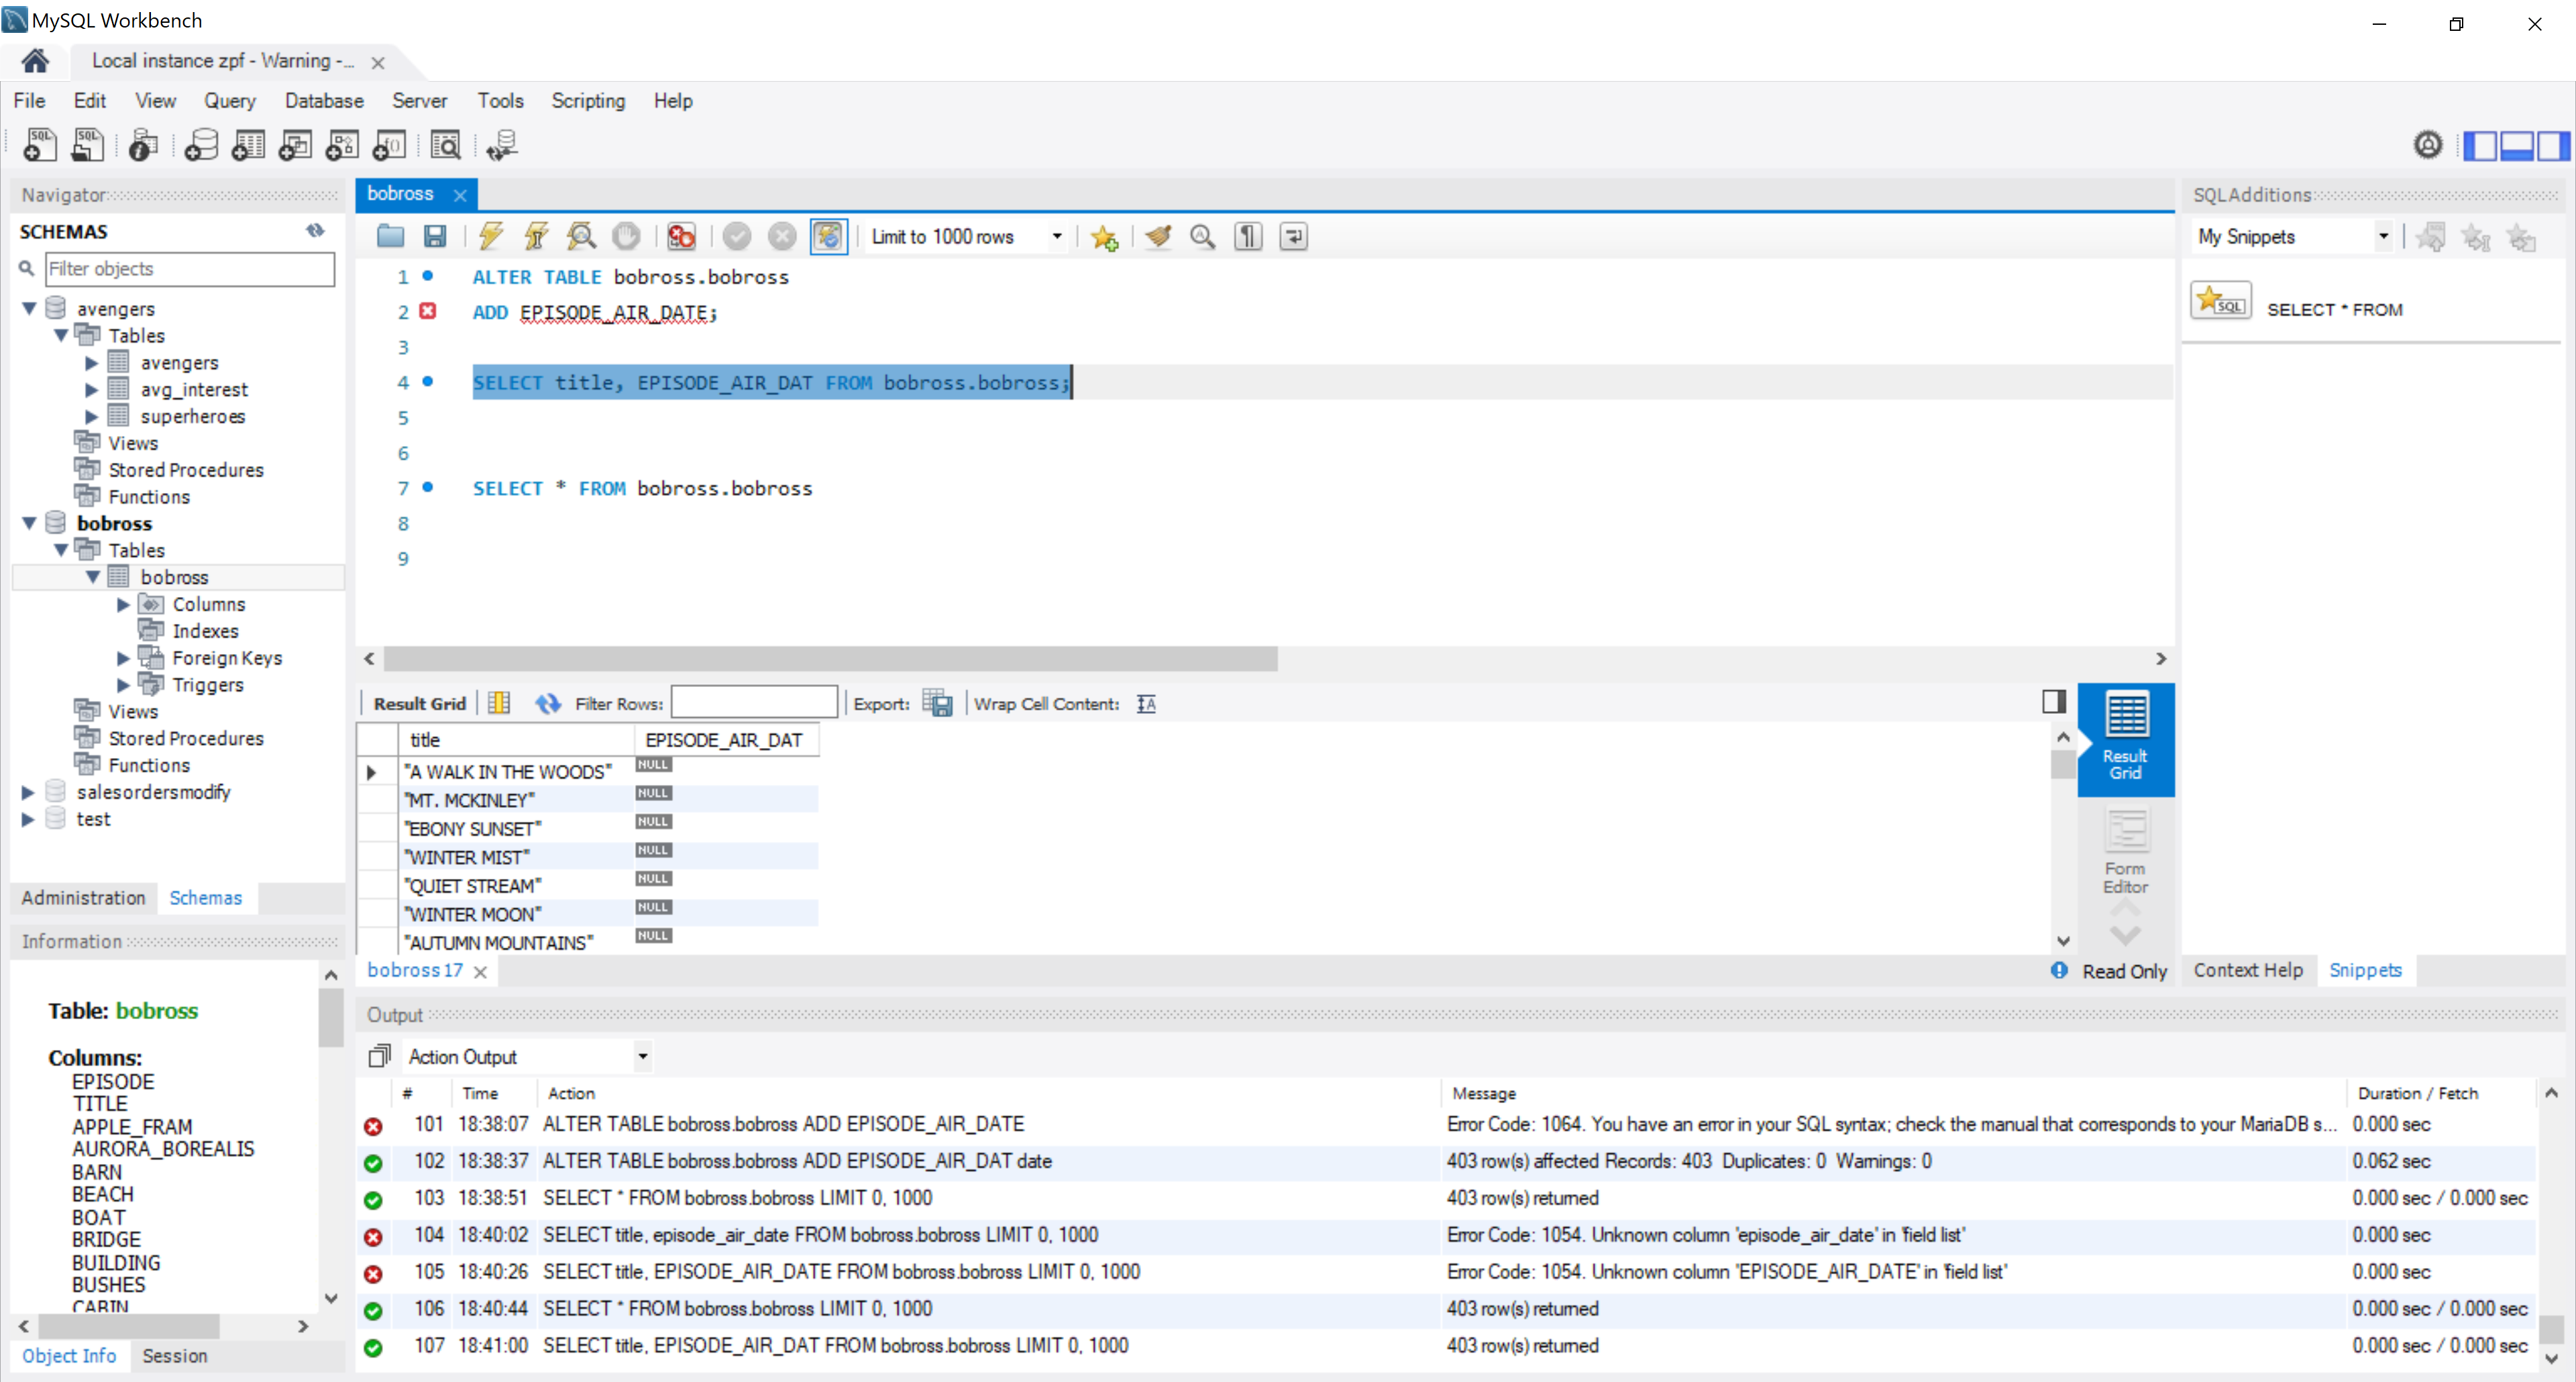 MySQL Workbench
Local instance zpf - Warning -...
File Edit View Query Database Server Tools Scripting Help
Navigator
SCHEMAS
Filter objects
avengers
Tables
avengers
avg_interest
superheroes
Views
Stored Procedures
Functions
bobross
Tables
bobross
Columns
Indexes
Foreign Keys
Triggers
Views
Stored Procedures
Functions
salesordersmodify
test
Administration Schemas
Information
Table: bobross
Columns:
EPISODE
TITLE
APPLE_FRAM
AURORA_BOREALIS
BARN
BEACH
BOAT
BRIDGE
BUILDING
BUSHES
CABIN
Object Info Session
bobross
Limit to 1000 rows
1 ALTER TABLE bobross.bobross
2 ADD EPISODE_AIR_DATE;
3
4 SELECT title, EPISODE_AIR_DAT FROM bobross.bobross;
5
6
7 SELECT * FROM bobross.bobross
8
9
Result Grid Filter Rows: Export: Wrap Cell Content:
title EPISODE_AIR_DAT
"A WALK IN THE WOODS" NULL
"MT. MCKINLEY" NULL
"EBONY SUNSET" NULL
"WINTER MIST" NULL
"QUIET STREAM" NULL
"WINTER MOON" NULL
"AUTUMN MOUNTAINS" NULL
Result
Grid
Form
Editor
bobross 17
Read Only
SQLAdditions
My Snippets
SQL SELECT * FROM
Context Help Snippets
Output
Action Output
# Time Action Message Duration / Fetch
101 18:38:07 ALTER TABLE bobross.bobross ADD EPISODE_AIR_DATE Error Code: 1064. You have an error in your SQL syntax; check the manual that corresponds to your MariaDB s... 0.000 sec
102 18:38:37 ALTER TABLE bobross.bobross ADD EPISODE_AIR_DAT date 403 row(s) affected Records: 403 Duplicates: 0 Warnings: 0 0.062 sec
103 18:38:51 SELECT * FROM bobross.bobross LIMIT 0, 1000 403 row(s) returned 0.000 sec / 0.000 sec
104 18:40:02 SELECT title, episode_air_date FROM bobross.bobross LIMIT 0, 1000 Error Code: 1054. Unknown column 'episode_air_date' in 'field list' 0.000 sec
105 18:40:26 SELECT title, EPISODE_AIR_DATE FROM bobross.bobross LIMIT 0, 1000 Error Code: 1054. Unknown column 'EPISODE_AIR_DATE' in 'field list' 0.000 sec
106 18:40:44 SELECT * FROM bobross.bobross LIMIT 0, 1000 403 row(s) returned 0.000 sec / 0.000 sec
107 18:41:00 SELECT title, EPISODE_AIR_DAT FROM bobross.bobross LIMIT 0, 1000 403 row(s) returned 0.000 sec / 0.000 sec